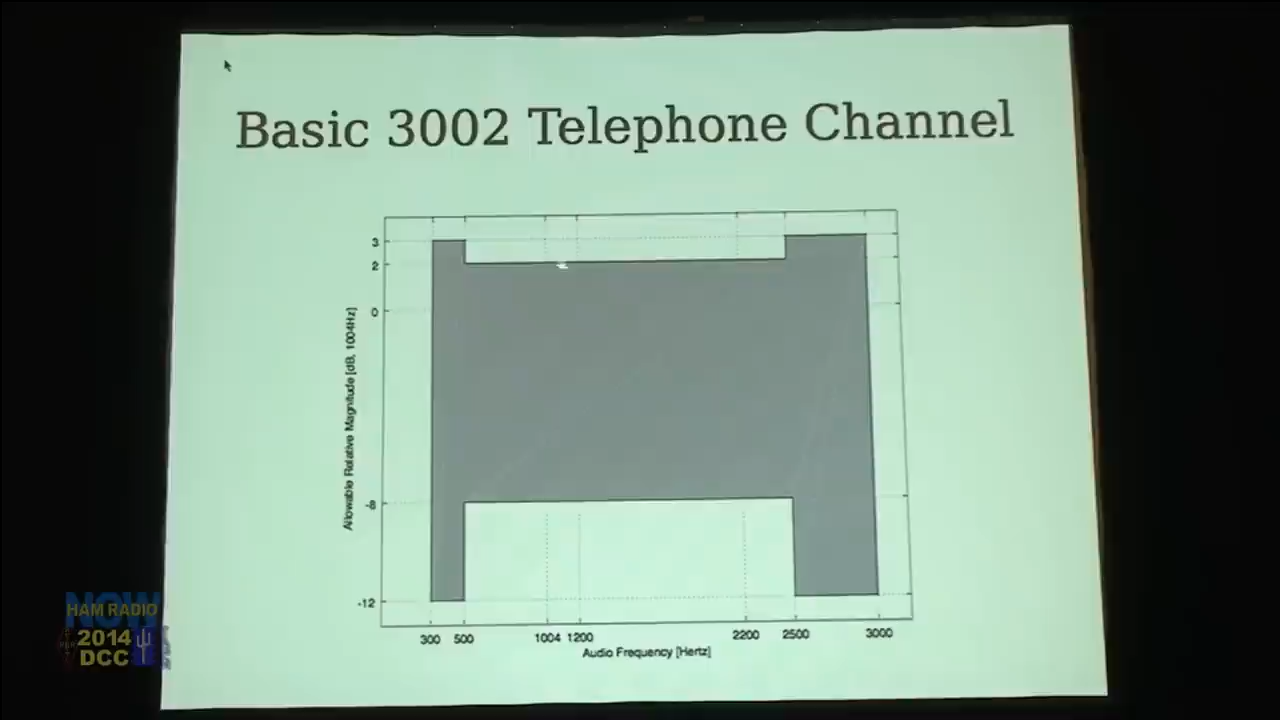 Basic 3002 Telephone Channel
3
2
0
-8
-12
Allowable Relative Magnitude [dB, 1004Hz]
300 500 1004 1200 2200 2500 3000
Audio Frequency [Hertz]
NOW
HAM RADIO
2014
DCC